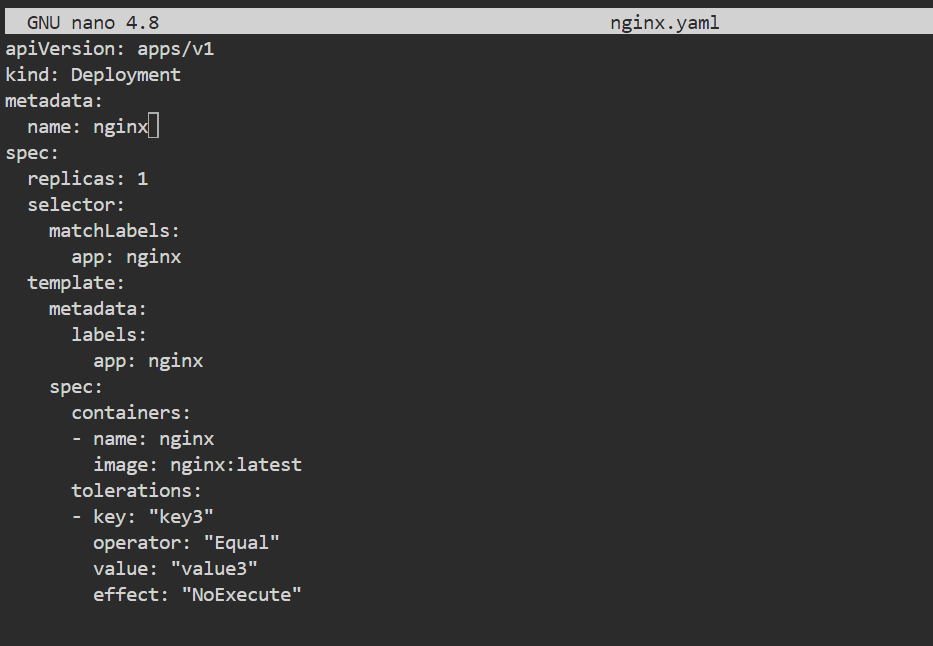 GNU nano 4.8 nginx.yaml
apiVersion: apps/v1
kind: Deployment
metadata:
  name: nginx
spec:
  replicas: 1
  selector:
    matchLabels:
      app: nginx
  template:
    metadata:
      labels:
        app: nginx
    spec:
      containers:
      - name: nginx
        image: nginx:latest
      tolerations:
      - key: "key3"
        operator: "Equal"
        value: "value3"
        effect: "NoExecute"